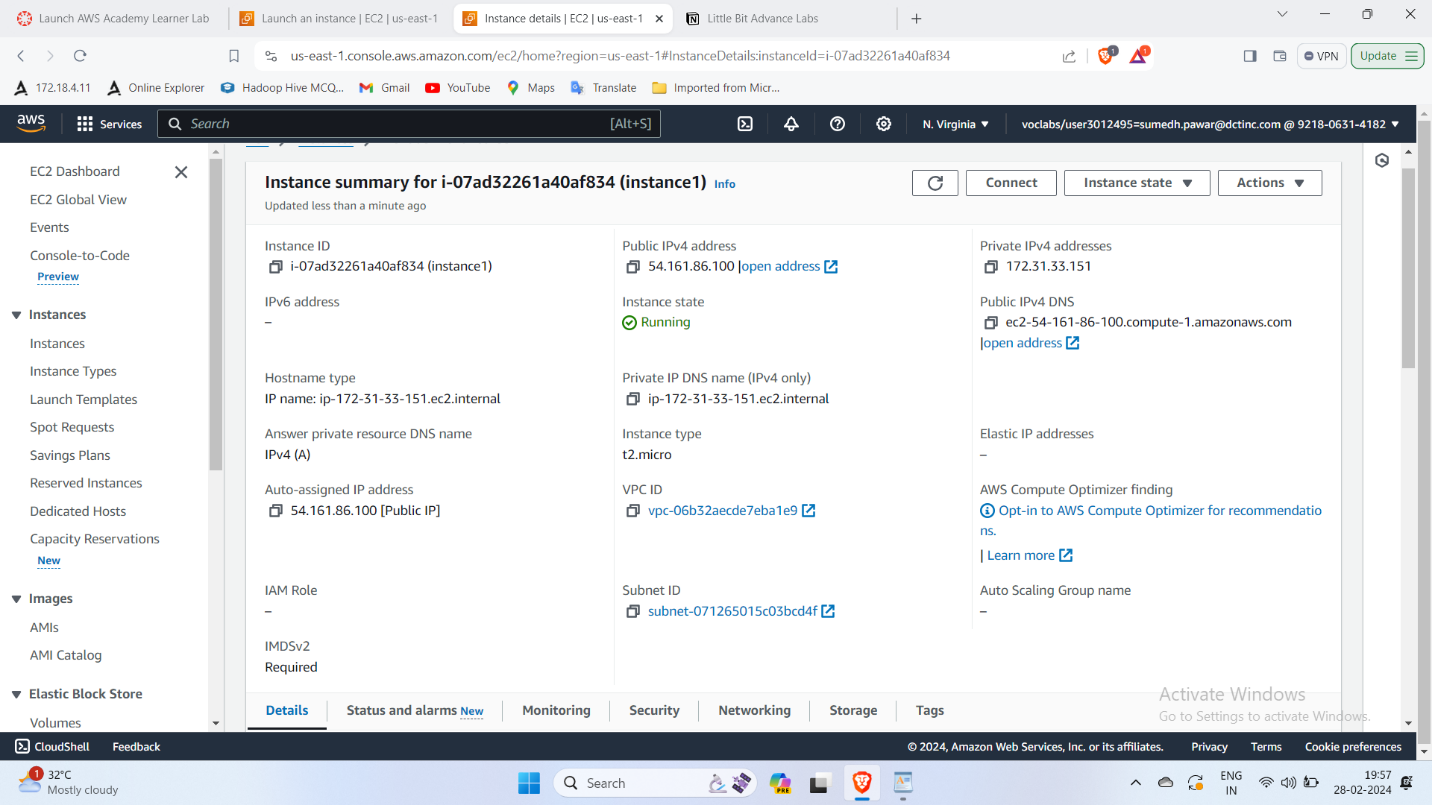 Launch AWS Academy Learner Lab
Launch an instance | EC2 | us-east-1
Instance details | EC2 | us-east-1
Little Bit Advance Labs
us-east-1.console.aws.amazon.com/ec2/home?region=us-east-1#InstanceDetails:instanceId=i-07ad32261a40af834
1
1
VPN
Update
172.18.4.11
Online Explorer
Hadoop Hive MCQ...
Gmail
YouTube
Maps
Translate
Imported from Micr...
aws
Services
Search
[Alt+S]
N. Virginia
voclabs/user3012495=sumedh.pawar@dctinc.com @ 9218-0631-4182
EC2 Dashboard
EC2 Global View
Events
Console-to-Code
Preview
Instances
Instances
Instance Types
Launch Templates
Spot Requests
Savings Plans
Reserved Instances
Dedicated Hosts
Capacity Reservations
New
Images
AMIs
AMI Catalog
Elastic Block Store
Volumes
Instance summary for i-07ad32261a40af834 (instance1) Info
Updated less than a minute ago
Connect
Instance state
Actions
Instance ID
i-07ad32261a40af834 (instance1)
Public IPv4 address
54.161.86.100 |open address
Private IPv4 addresses
172.31.33.151
IPv6 address
–
Instance state
Running
Public IPv4 DNS
ec2-54-161-86-100.compute-1.amazonaws.com
|open address
Hostname type
IP name: ip-172-31-33-151.ec2.internal
Private IP DNS name (IPv4 only)
ip-172-31-33-151.ec2.internal
Answer private resource DNS name
IPv4 (A)
Instance type
t2.micro
Elastic IP addresses
–
Auto-assigned IP address
54.161.86.100 [Public IP]
VPC ID
vpc-06b32aecde7eba1e9
AWS Compute Optimizer finding
Opt-in to AWS Compute Optimizer for recommendatio
ns.
| Learn more
IAM Role
–
Subnet ID
subnet-071265015c03bcd4f
Auto Scaling Group name
–
IMDSv2
Required
Details
Status and alarms New
Monitoring
Security
Networking
Storage
Tags
Activate Windows
Go to Settings to activate Windows.
CloudShell
Feedback
© 2024, Amazon Web Services, Inc. or its affiliates.
Privacy
Terms
Cookie preferences
1
32°C
Mostly cloudy
Search
PRE
ENG
IN
19:57
28-02-2024